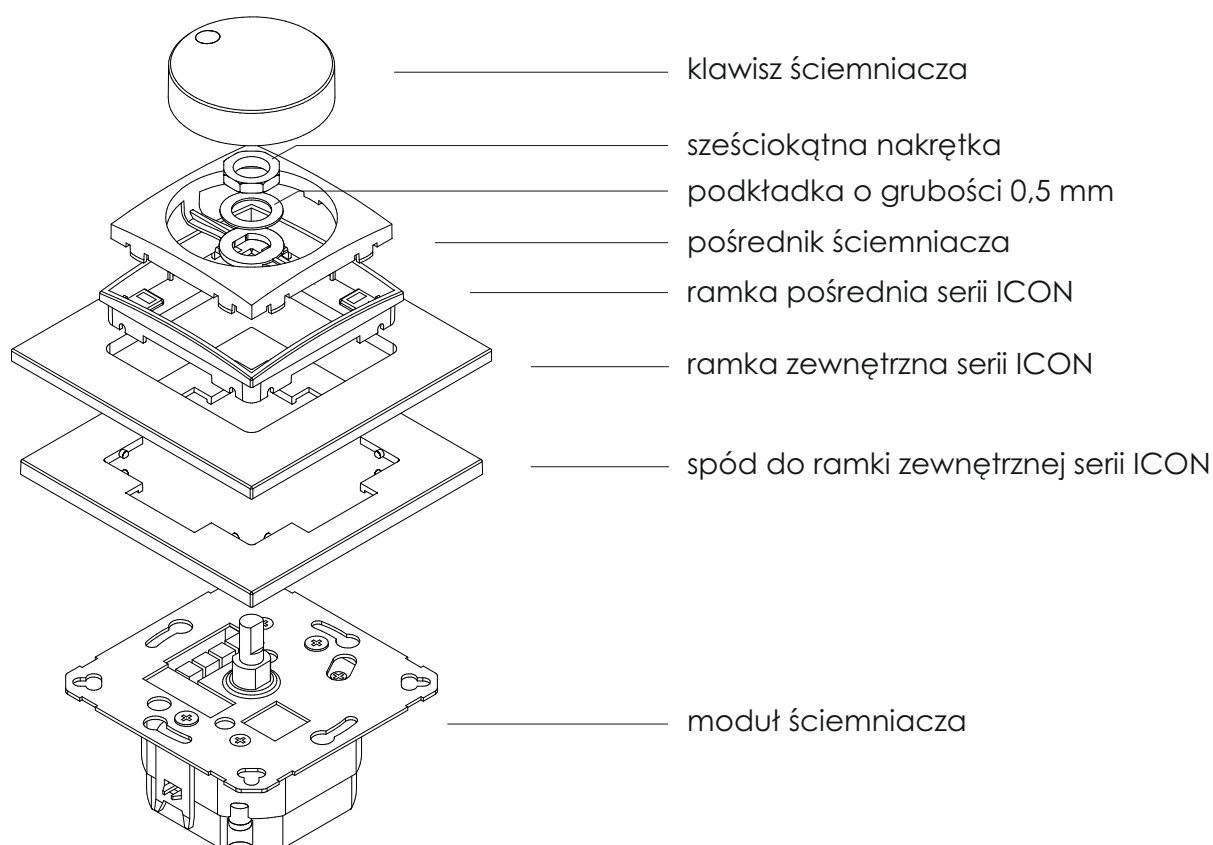 klawisz ściemniacza
sześciokątna nakrętka
podkładka o grubości 0,5 mm
pośrednik ściemniacza
ramka pośrednia serii ICON
ramka zewnętrzna serii ICON
spód do ramki zewnętrznej serii ICON
moduł ściemniacza